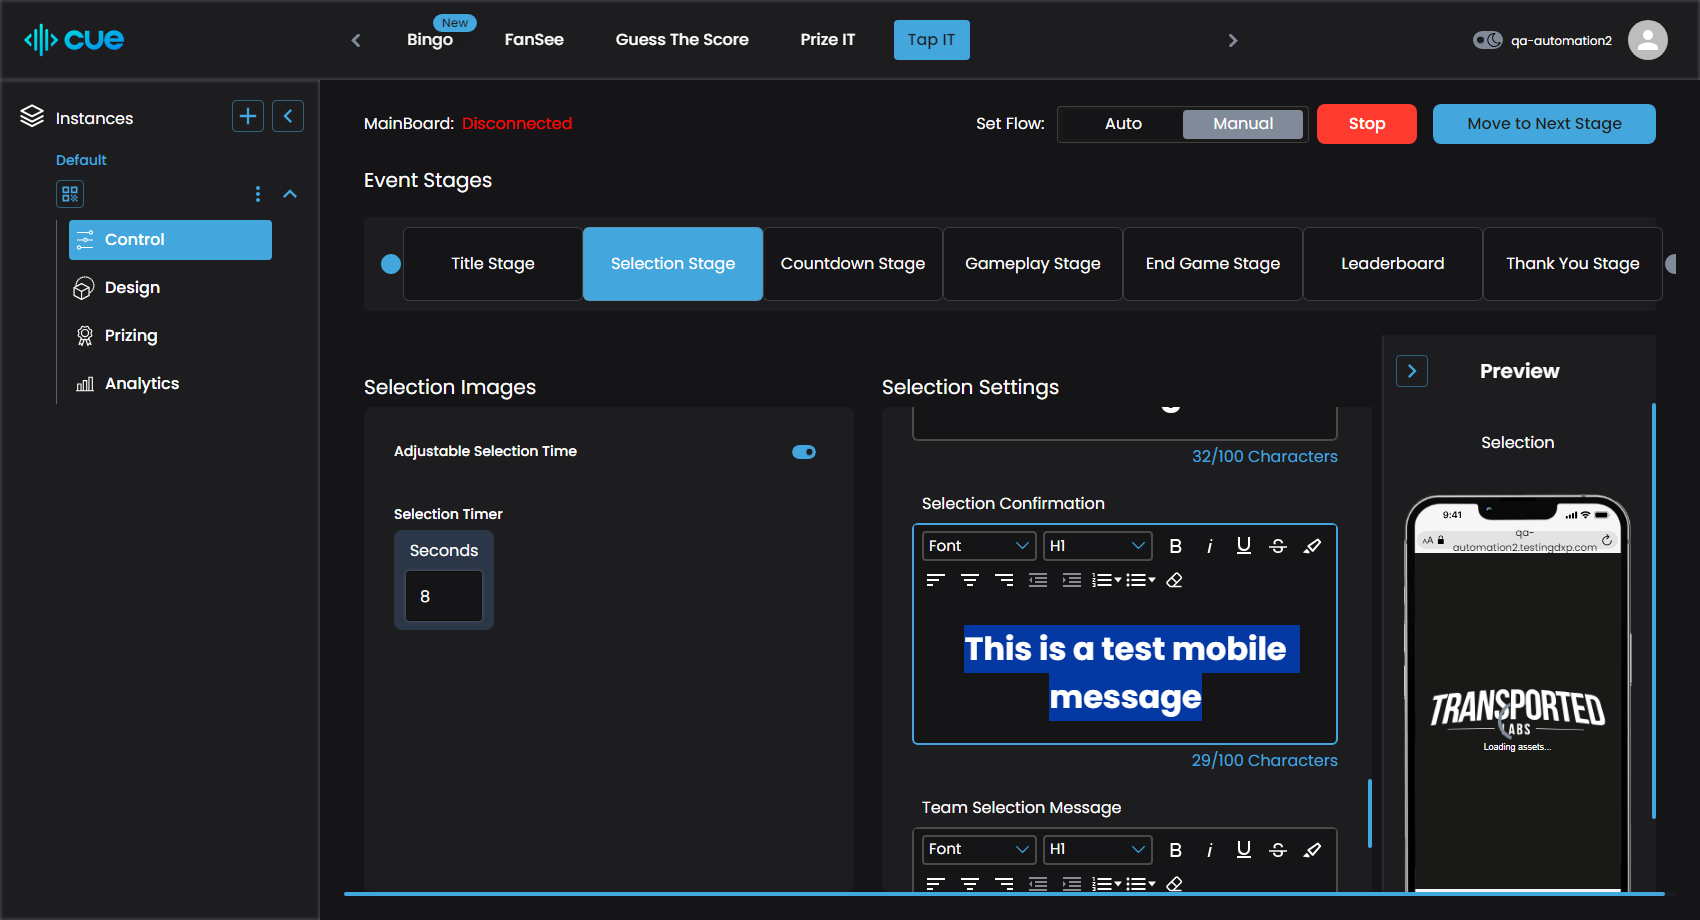 cue
New
Bingo
FanSee
Guess The Score
Prize IT
Tap IT
qa-automation2
Instances
Default
Control
Design
Prizing
Analytics
MainBoard: Disconnected
Set Flow:
Auto
Manual
Stop
Move to Next Stage
Event Stages
Title Stage
Selection Stage
Countdown Stage
Gameplay Stage
End Game Stage
Leaderboard
Thank You Stage
Selection Images
Adjustable Selection Time
Selection Timer
Seconds
8
Selection Settings
32/100 Characters
Selection Confirmation
Font
H1
B i U S
This is a test mobile
message
29/100 Characters
Team Selection Message
Font
H1
B i U S
Preview
Selection
9:41
AA
qa-
automation2.testingdxp.com
TRANSPORTED
LABS
Loading assets...